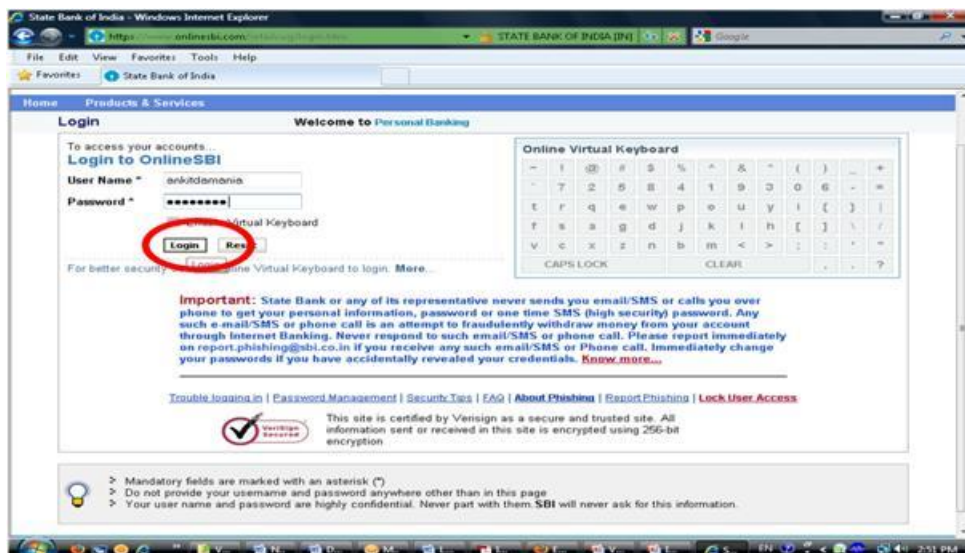 State Bank of India - Windows Internet Explorer
STATE BANK OF INDIA [IN]
Google
File Edit View Favorites Tools Help
Favorites State Bank of India
Home Products & Services
Login Welcome to Personal Banking
To access your accounts...
Login to OnlineSBI
User Name * ankitdamania
Password * ••••••••
Virtual Keyboard
Login
For better security Virtual Keyboard to login. More...
Online Virtual Keyboard
CAPS LOCK CLEAR
Important: State Bank or any of its representative never sends you email/SMS or calls you over
phone to get your personal information, password or one time SMS (high security) password. Any
such e-mail/SMS or phone call is an attempt to fraudulently withdraw money from your account
through Internet Banking. Never respond to such email/SMS or phone call. Please report immediately
on report.phishing@sbi.co.in if you receive any such email/SMS or Phone call. Immediately change
your passwords if you have accidentally revealed your credentials. Know more...
Trouble logging in | Password Management | Security Tips | FAQ | About Phishing | Report Phishing | Lock User Access
VeriSign Secured
This site is certified by Verisign as a secure and trusted site. All
information sent or received in this site is encrypted using 256-bit
encryption
Mandatory fields are marked with an asterisk (*)
Do not provide your username and password anywhere other than in this page
Your user name and password are highly confidential. Never part with them. SBI will never ask for this information.
EN 2:51 PM